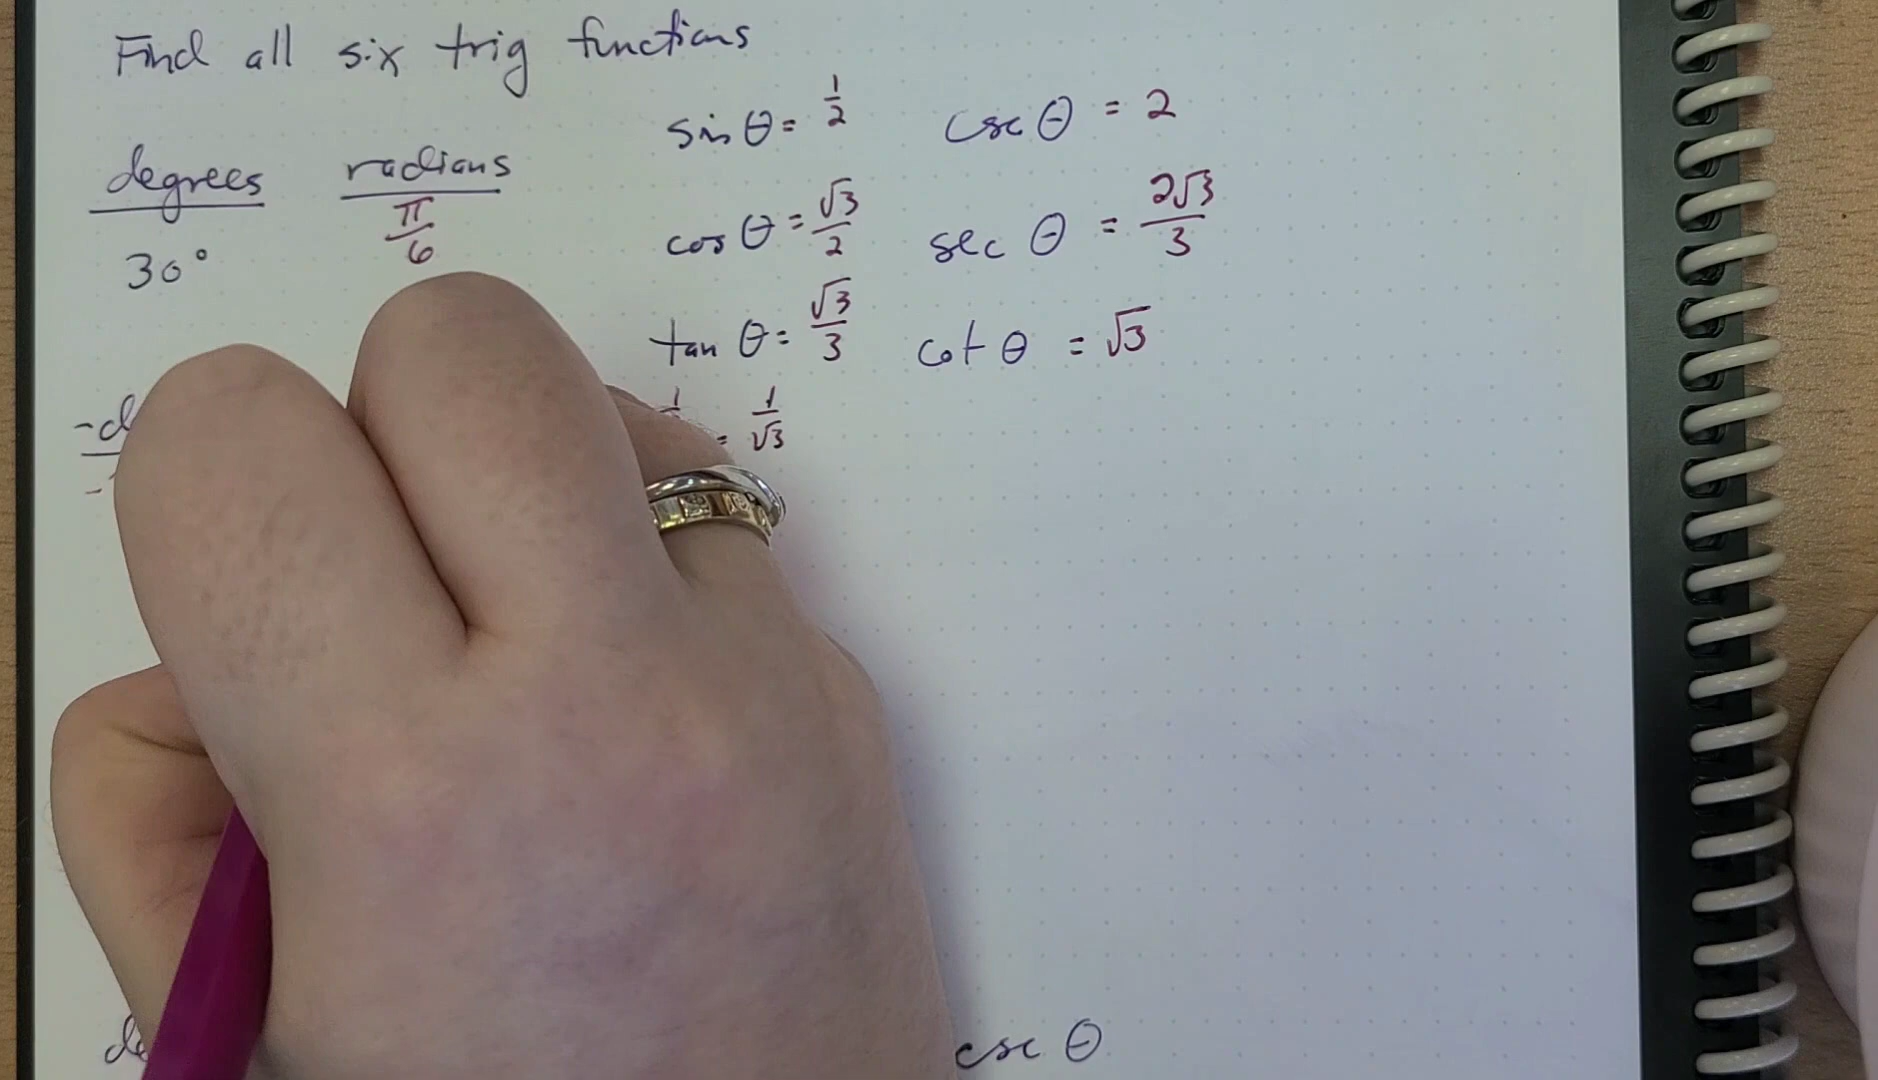 Find all six trig functions
sin θ = 1/2 csc θ = 2
degrees radians
30° π/6
cos θ = √3/2 sec θ = 2√3/3
tan θ = √3/3 cot θ = √3
= 1/√3
csc θ